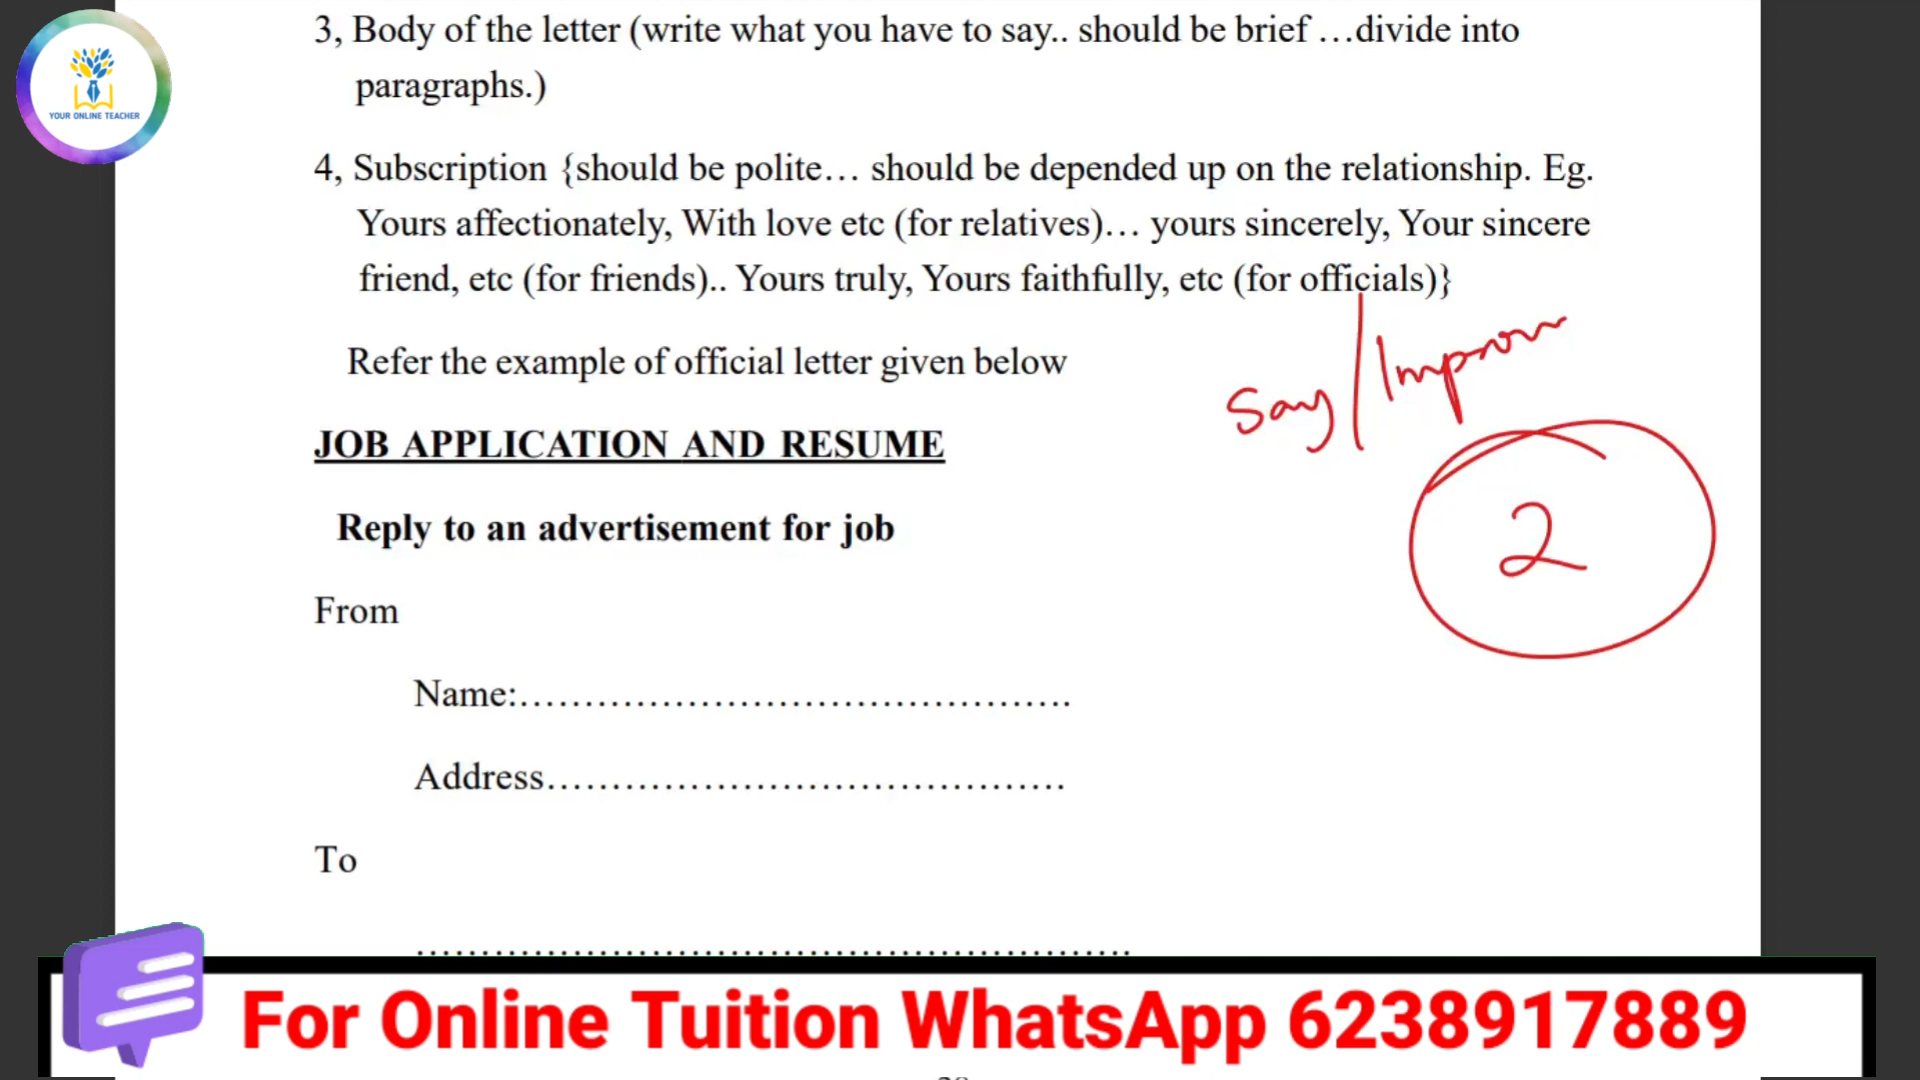 3, Body of the letter (write what you have to say.. should be brief …divide into
paragraphs.)
YOUR ONLINE TEACHER
4, Subscription {should be polite… should be depended up on the relationship. Eg.
Yours affectionately, With love etc (for relatives)… yours sincerely, Your sincere
friend, etc (for friends).. Yours truly, Yours faithfully, etc (for officials)}
Refer the example of official letter given below
Say/
JOB APPLICATION AND RESUME
Reply to an advertisement for job
2
From
Name:……………………………………….
Address……………………………………
To
……………………………………………….
For Online Tuition WhatsApp 6238917889